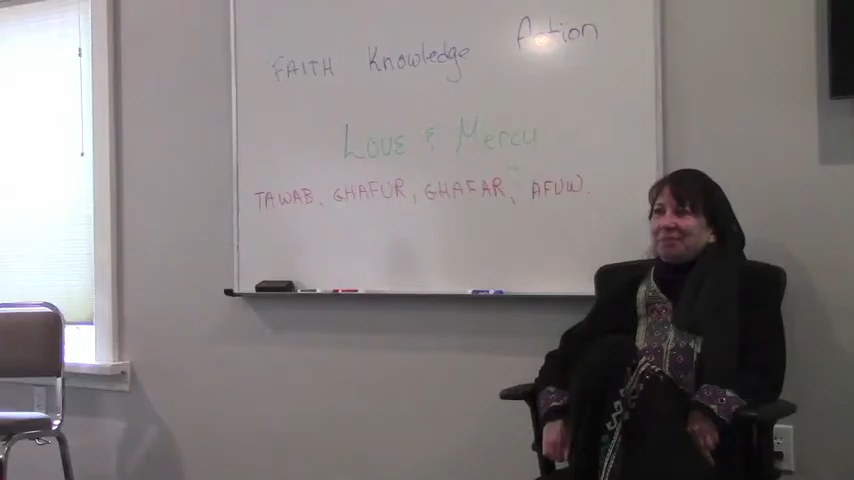 FAITH Knowledge Action
Love & Mercy
TAWAB, GHAFUR, GHAFAR, AFUW.